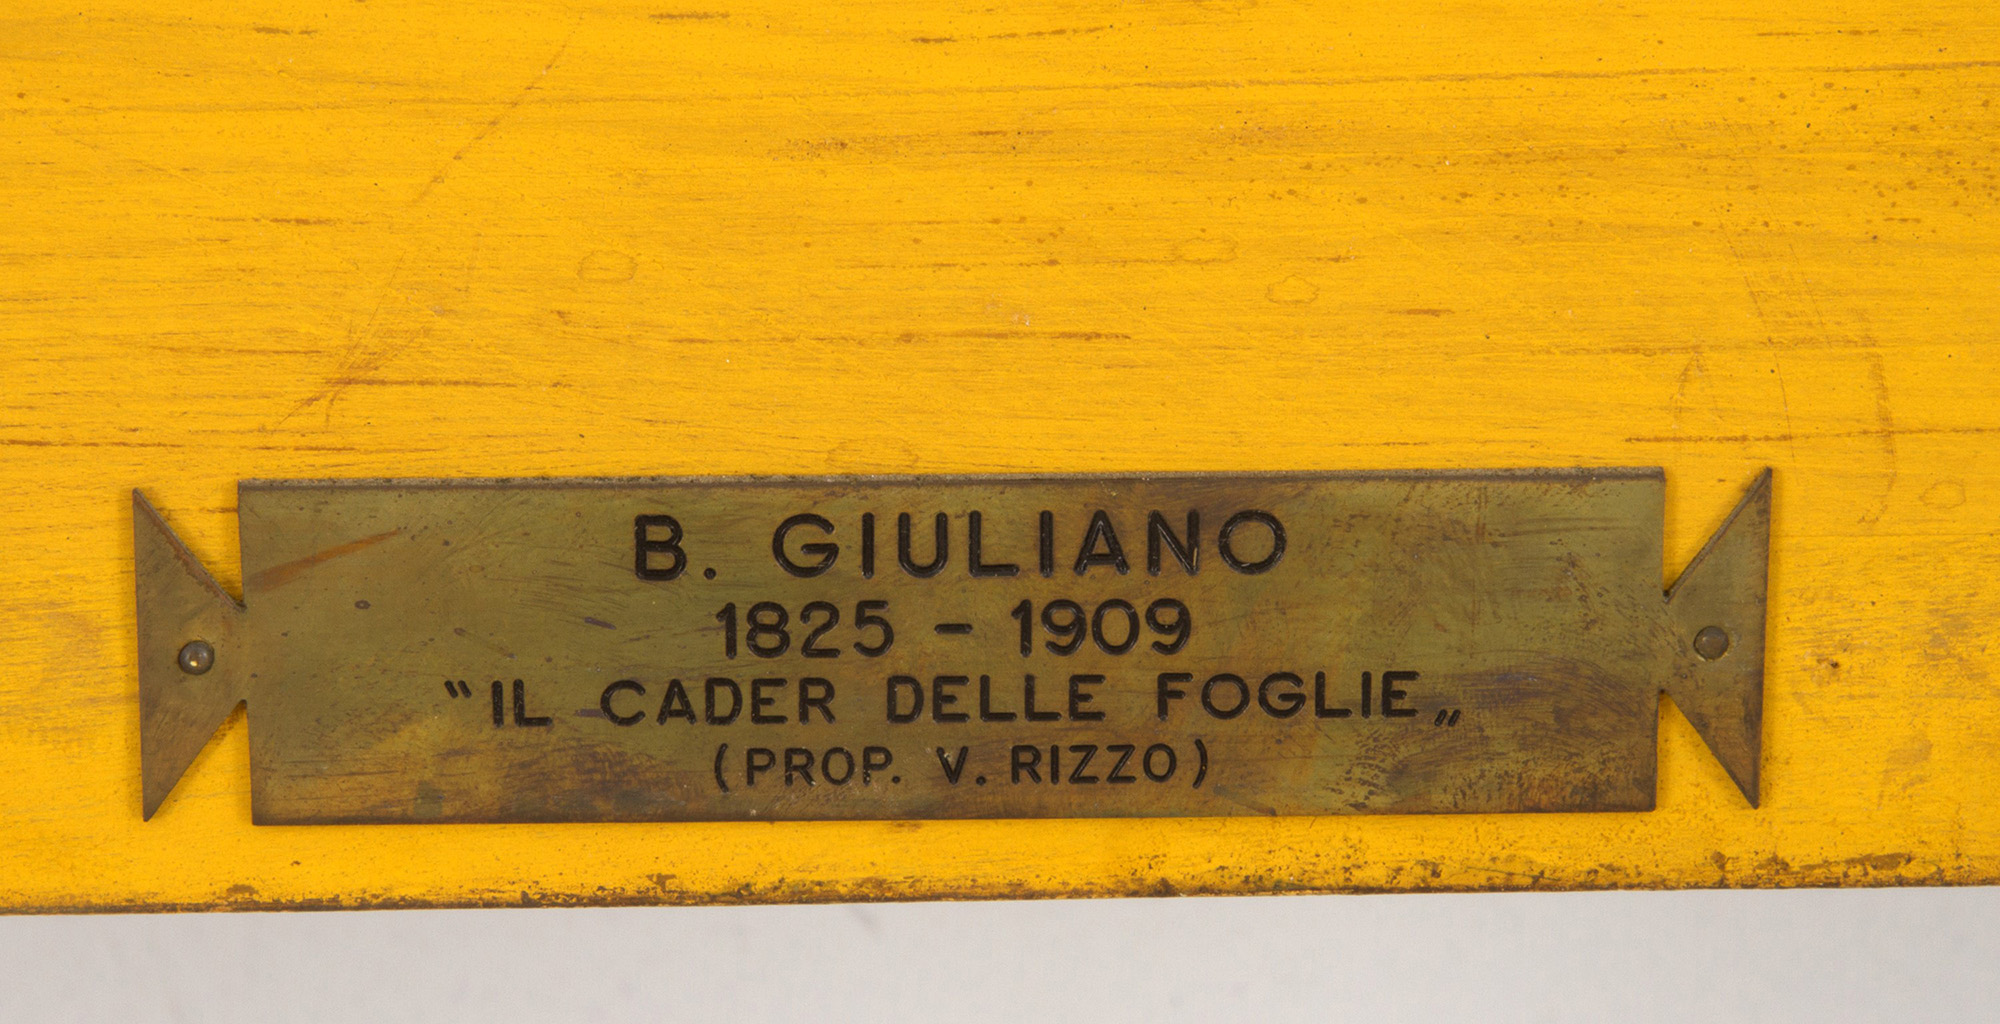 B. GIULIANO
1825 - 1909
“IL CADER DELLE FOGLIE„
(PROP. V. RIZZO)